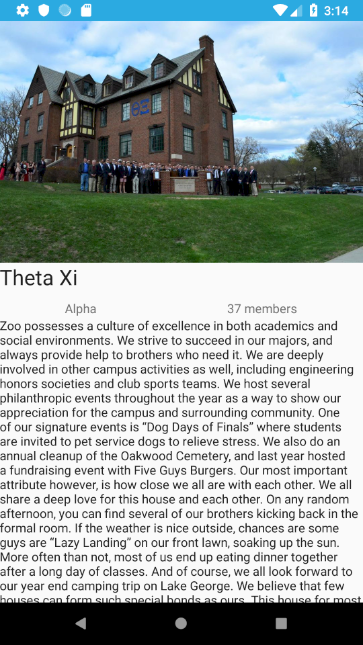 3:14
ΘΞ
Theta Xi
Alpha 37 members
Zoo possesses a culture of excellence in both academics and
social environments. We strive to succeed in our majors, and
always provide help to brothers who need it. We are deeply
involved in other campus activities as well, including engineering
honors societies and club sports teams. We host several
philanthropic events throughout the year as a way to show our
appreciation for the campus and surrounding community. One
of our signature events is “Dog Days of Finals” where students
are invited to pet service dogs to relieve stress. We also do an
annual cleanup of the Oakwood Cemetery, and last year hosted
a fundraising event with Five Guys Burgers. Our most important
attribute however, is how close we all are with each other. We all
share a deep love for this house and each other. On any random
afternoon, you can find several of our brothers kicking back in the
formal room. If the weather is nice outside, chances are some
guys are “Lazy Landing” on our front lawn, soaking up the sun.
More often than not, most of us end up eating dinner together
after a long day of classes. And of course, we all look forward to
our year end camping trip on Lake George. We believe that few
houses can form such special bonds as ours. This house for most